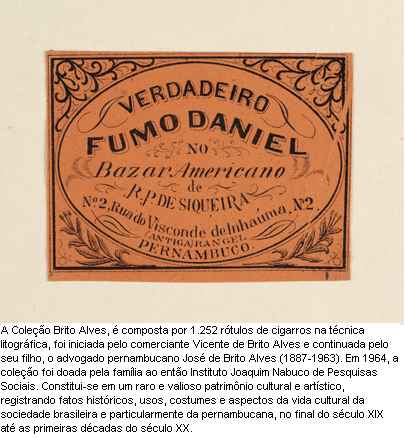 VERDADEIRO
FUMO DANIEL
NO
Bazar Americano
de
R.P. DE SIQUEIRA
Nº 2, Rua do Visconde de Inhauma, Nº 2.
(ANTIGA RANGEL)
PERNAMBUCO.
A Coleção Brito Alves, é composta por 1.252 rótulos de cigarros na técnica
litográfica, foi iniciada pelo comerciante Vicente de Brito Alves e continuada pelo
seu filho, o advogado pernambucano José de Brito Alves (1887-1963). Em 1964, a
coleção foi doada pela família ao então Instituto Joaquim Nabuco de Pesquisas
Sociais. Constitui-se em um raro e valioso patrimônio cultural e artístico,
registrando fatos históricos, usos, costumes e aspectos da vida cultural da
sociedade brasileira e particularmente da pernambucana, no final do século XIX
até as primeiras décadas do século XX.